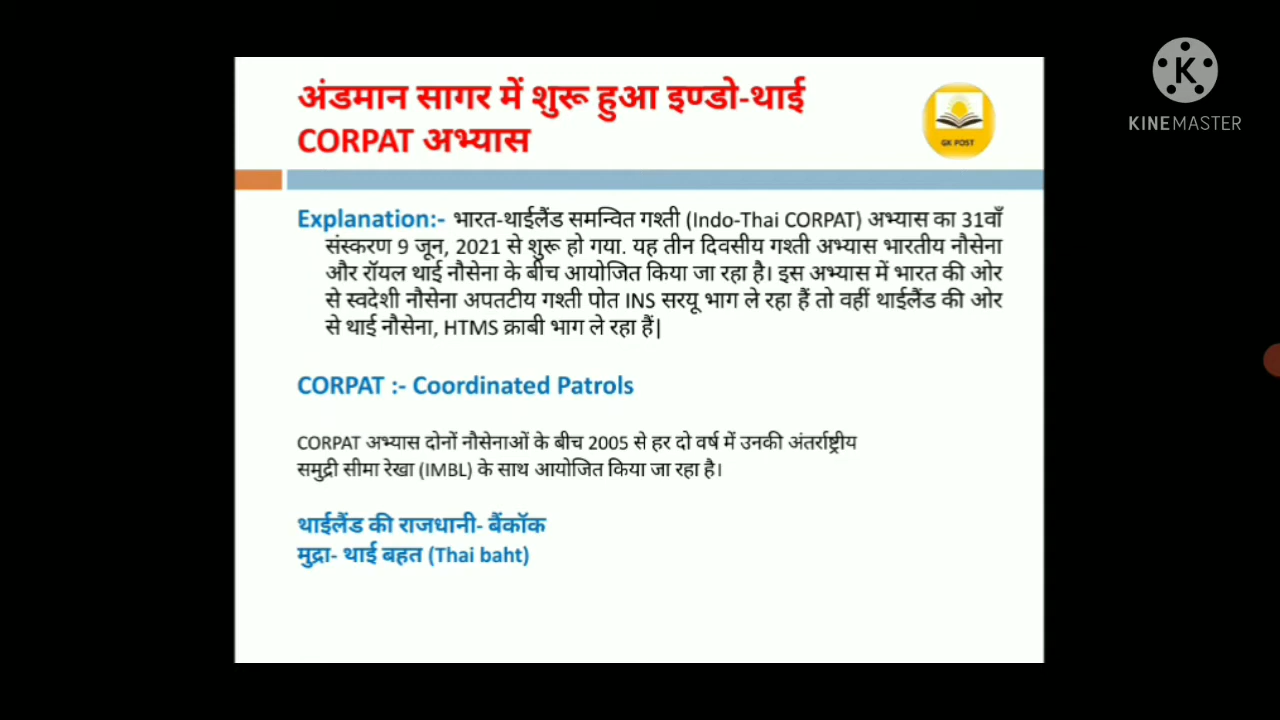 अंडमान सागर में शुरू हुआ इण्डो-थाई
CORPAT अभ्यास
GK POST
K
KINEMASTER
Explanation:- भारत-थाईलैंड समन्वित गश्ती (Indo-Thai CORPAT) अभ्यास का 31वाँ
संस्करण 9 जून, 2021 से शुरू हो गया. यह तीन दिवसीय गश्ती अभ्यास भारतीय नौसेना
और रॉयल थाई नौसेना के बीच आयोजित किया जा रहा है। इस अभ्यास में भारत की ओर
से स्वदेशी नौसेना अपतटीय गश्ती पोत INS सरयू भाग ले रहा हैं तो वहीं थाईलैंड की ओर
से थाई नौसेना, HTMS क्राबी भाग ले रहा हैं|
CORPAT :- Coordinated Patrols
CORPAT अभ्यास दोनों नौसेनाओं के बीच 2005 से हर दो वर्ष में उनकी अंतर्राष्ट्रीय
समुद्री सीमा रेखा (IMBL) के साथ आयोजित किया जा रहा है।
थाईलैंड की राजधानी- बैंकॉक
मुद्रा- थाई बहत (Thai baht)